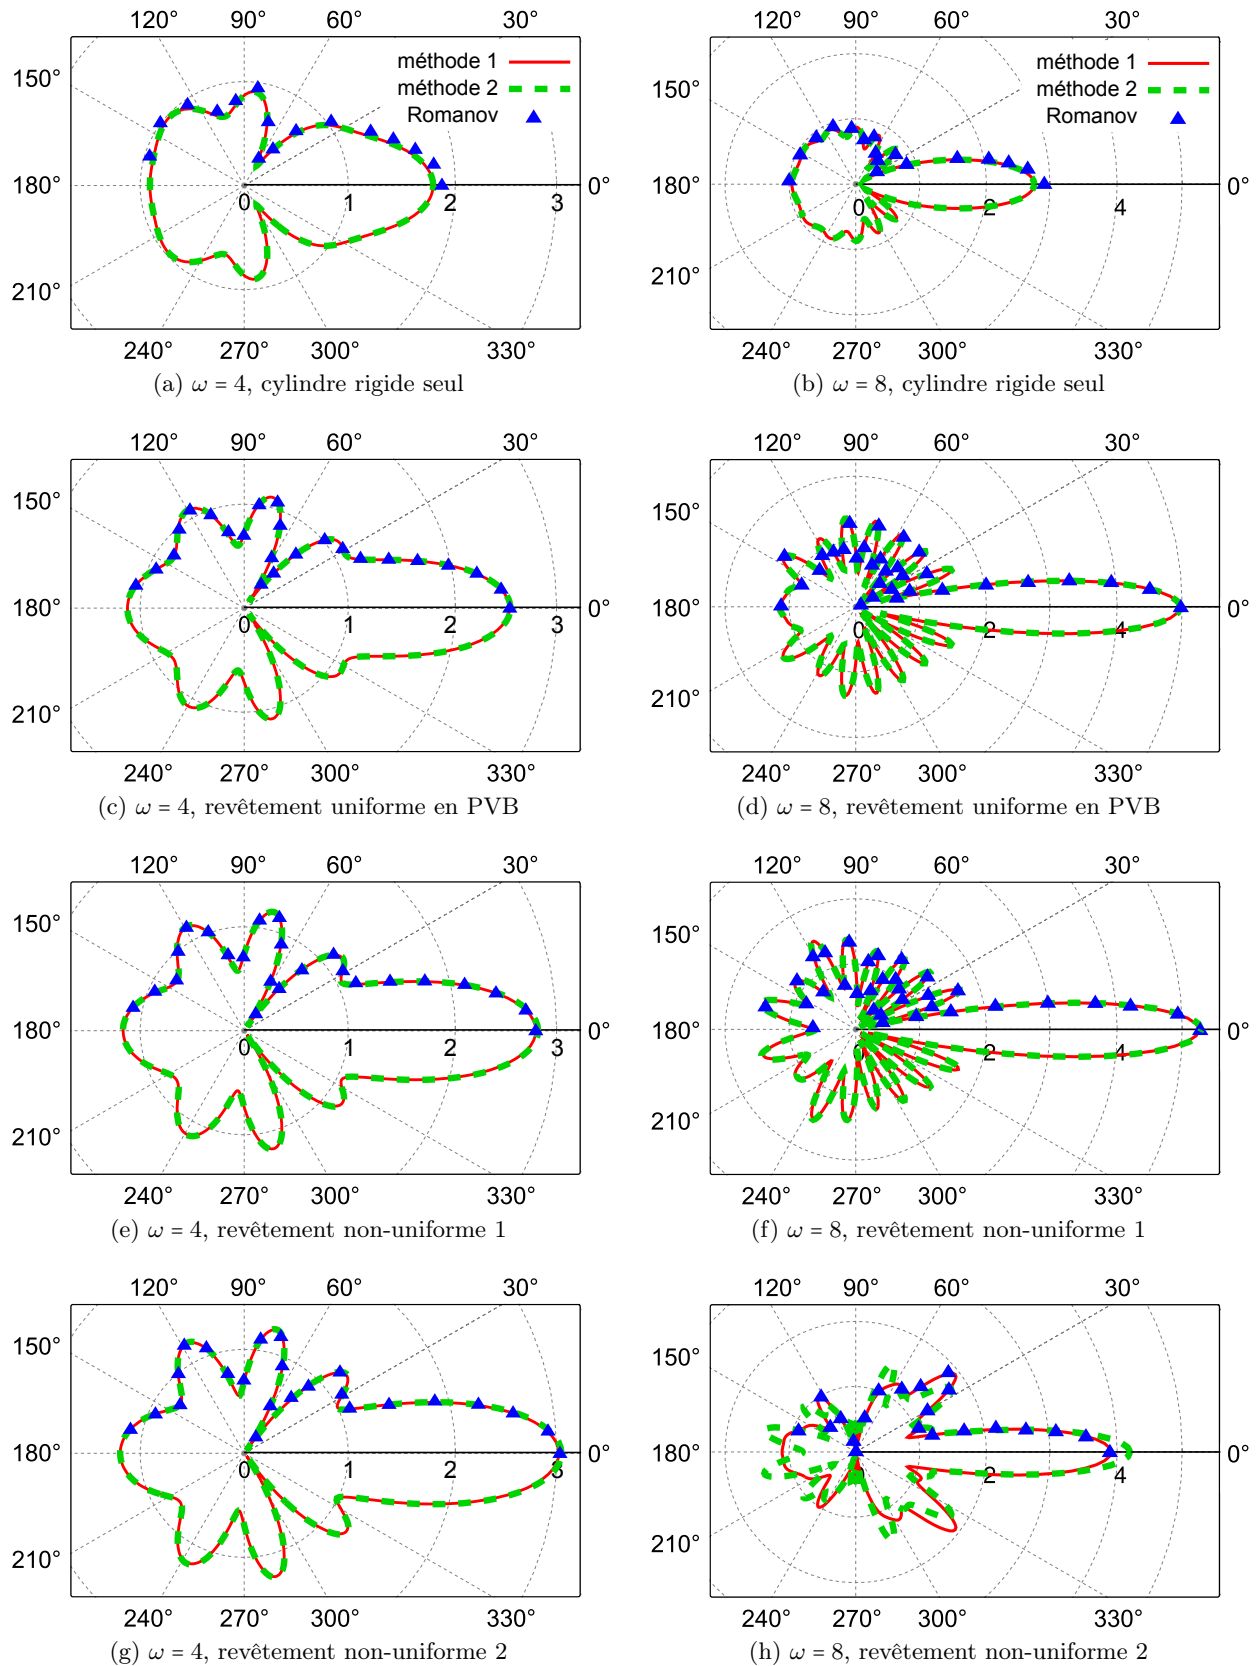 120° 90° 60° 30°
150°
méthode 1
méthode 2
Romanov
180° 0 1 2 3 0°
210°
240° 270° 300° 330°
(a) ω = 4, cylindre rigide seul
120° 90° 60° 30°
150°
méthode 1
méthode 2
Romanov
180° 0 2 4 0°
210°
240° 270° 300° 330°
(b) ω = 8, cylindre rigide seul
120° 90° 60° 30°
150°
180° 0 1 2 3 0°
210°
240° 270° 300° 330°
(c) ω = 4, revêtement uniforme en PVB
120° 90° 60° 30°
150°
180° 0 2 4 0°
210°
240° 270° 300° 330°
(d) ω = 8, revêtement uniforme en PVB
120° 90° 60° 30°
150°
180° 0 1 2 3 0°
210°
240° 270° 300° 330°
(e) ω = 4, revêtement non-uniforme 1
120° 90° 60° 30°
150°
180° 0 2 4 0°
210°
240° 270° 300° 330°
(f) ω = 8, revêtement non-uniforme 1
120° 90° 60° 30°
150°
180° 0 1 2 3 0°
210°
240° 270° 300° 330°
(g) ω = 4, revêtement non-uniforme 2
120° 90° 60° 30°
150°
180° 0 2 4 0°
210°
240° 270° 300° 330°
(h) ω = 8, revêtement non-uniforme 2